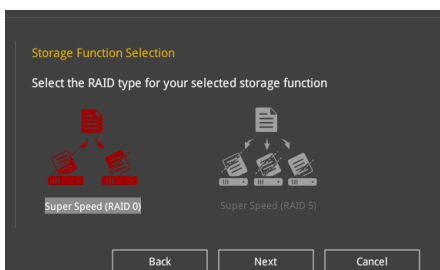 Storage Function Selection
Select the RAID type for your selected storage function
Super Speed (RAID 0)
Super Speed (RAID 5)
Back
Next
Cancel